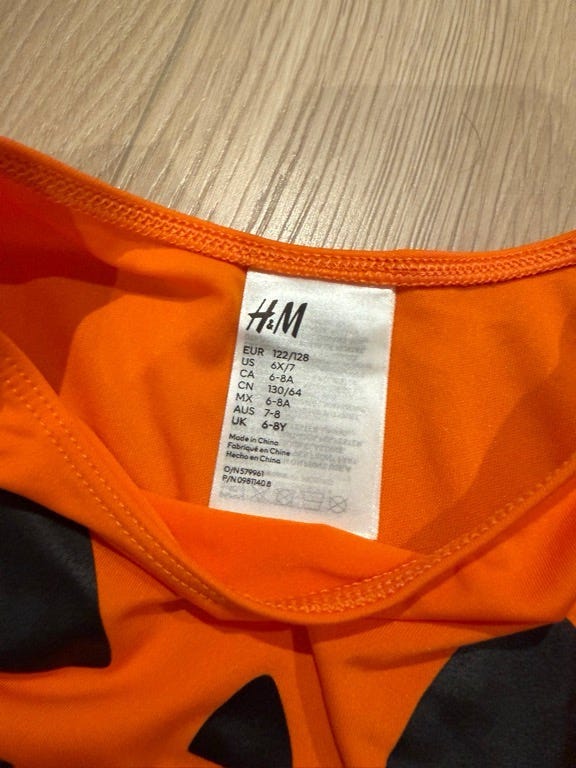 H&M
EUR 122/128
US 6X/7
CA 6-8A
CN 130/64
MX 6-8A
AUS 7-8
UK 6-8Y
Made in China
Fabriqué en Chine
Hecho en China
O/N 579961
P/N 0981140 8